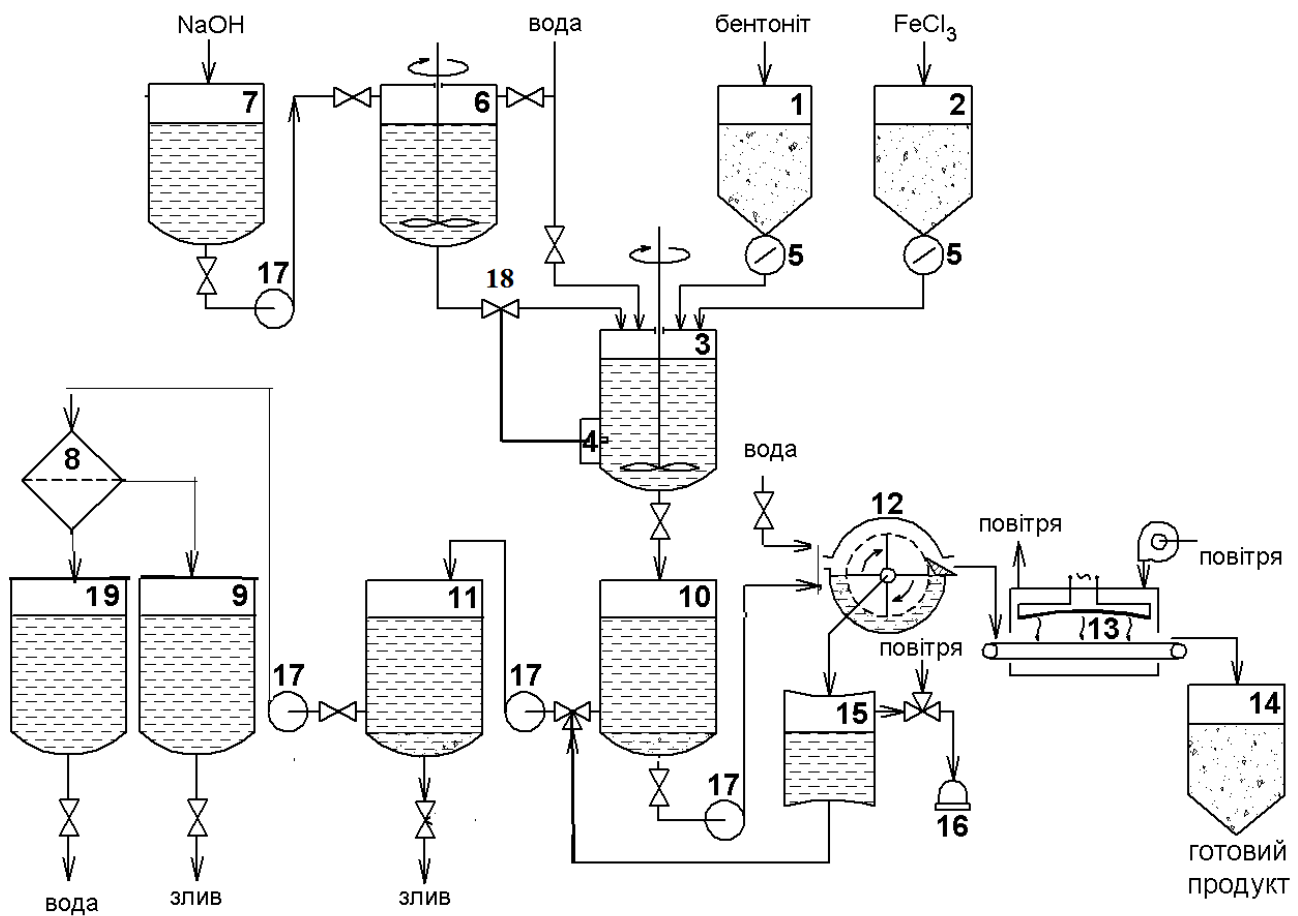 NaOH
вода
бентоніт
FeCl3
7
6
1
2
17
18
5
5
3
8
4
вода
12
повітря
повітря
19
9
11
10
13
17
17
повітря
15
14
17
16
вода
злив
злив
готовий
продукт